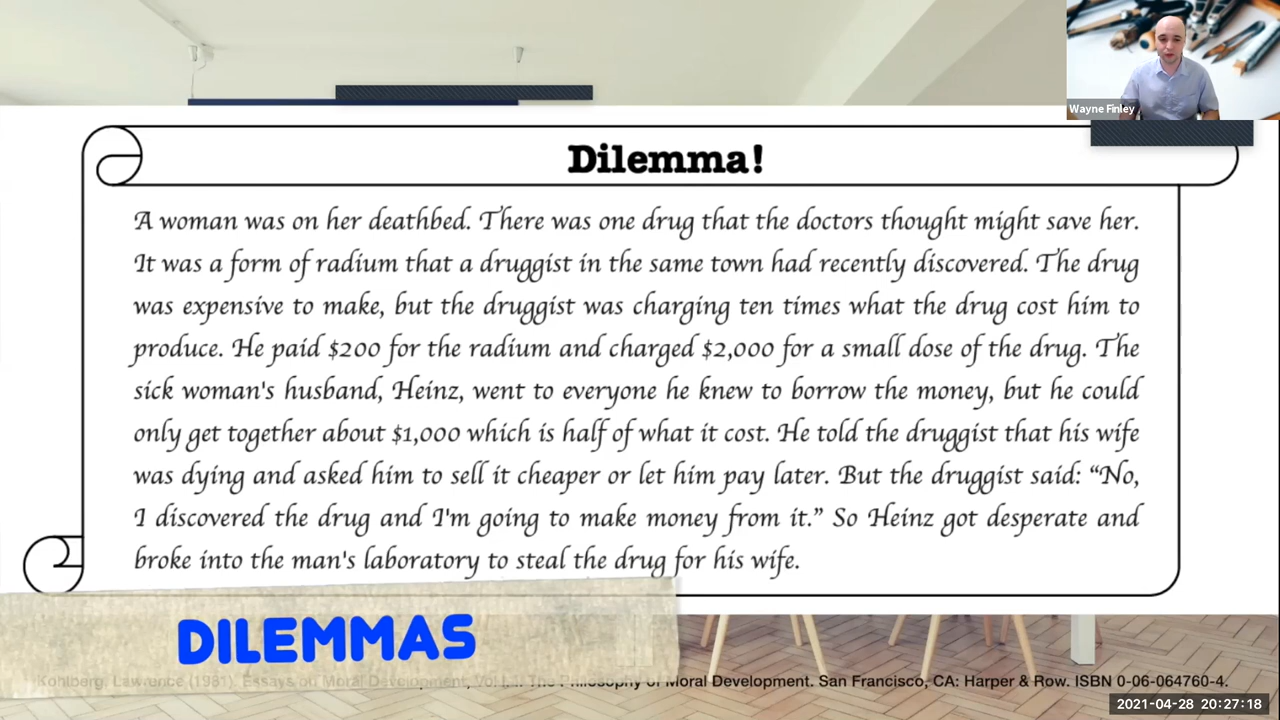 Wayne Finley
Dilemma!
A woman was on her deathbed. There was one drug that the doctors thought might save her.
It was a form of radium that a druggist in the same town had recently discovered. The drug
was expensive to make, but the druggist was charging ten times what the drug cost him to
produce. He paid $200 for the radium and charged $2,000 for a small dose of the drug. The
sick woman's husband, Heinz, went to everyone he knew to borrow the money, but he could
only get together about $1,000 which is half of what it cost. He told the druggist that his wife
was dying and asked him to sell it cheaper or let him pay later. But the druggist said: “No,
I discovered the drug and I'm going to make money from it.” So Heinz got desperate and
broke into the man's laboratory to steal the drug for his wife.
DILEMMAS
Kohlberg, Lawrence (1981). Essays on Moral Development, Vol. I: The Philosophy of Moral Development. San Francisco, CA: Harper & Row. ISBN 0-06-064760-4.
2021-04-28 20:27:18